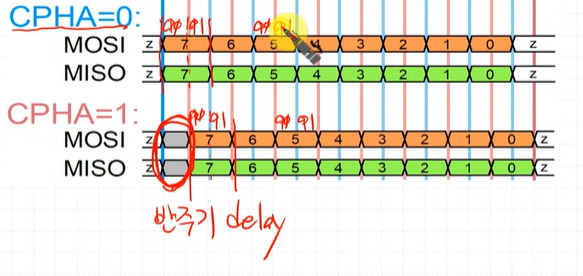 CPHA=0:
MOSI z 7 6 5 4 3 2 1 0 z
MISO z 7 6 5 4 3 2 1 0 z
CPHA=1:
MOSI z 7 6 5 4 3 2 1 0 z
MISO z 7 6 5 4 3 2 1 0 z
반주기 delay